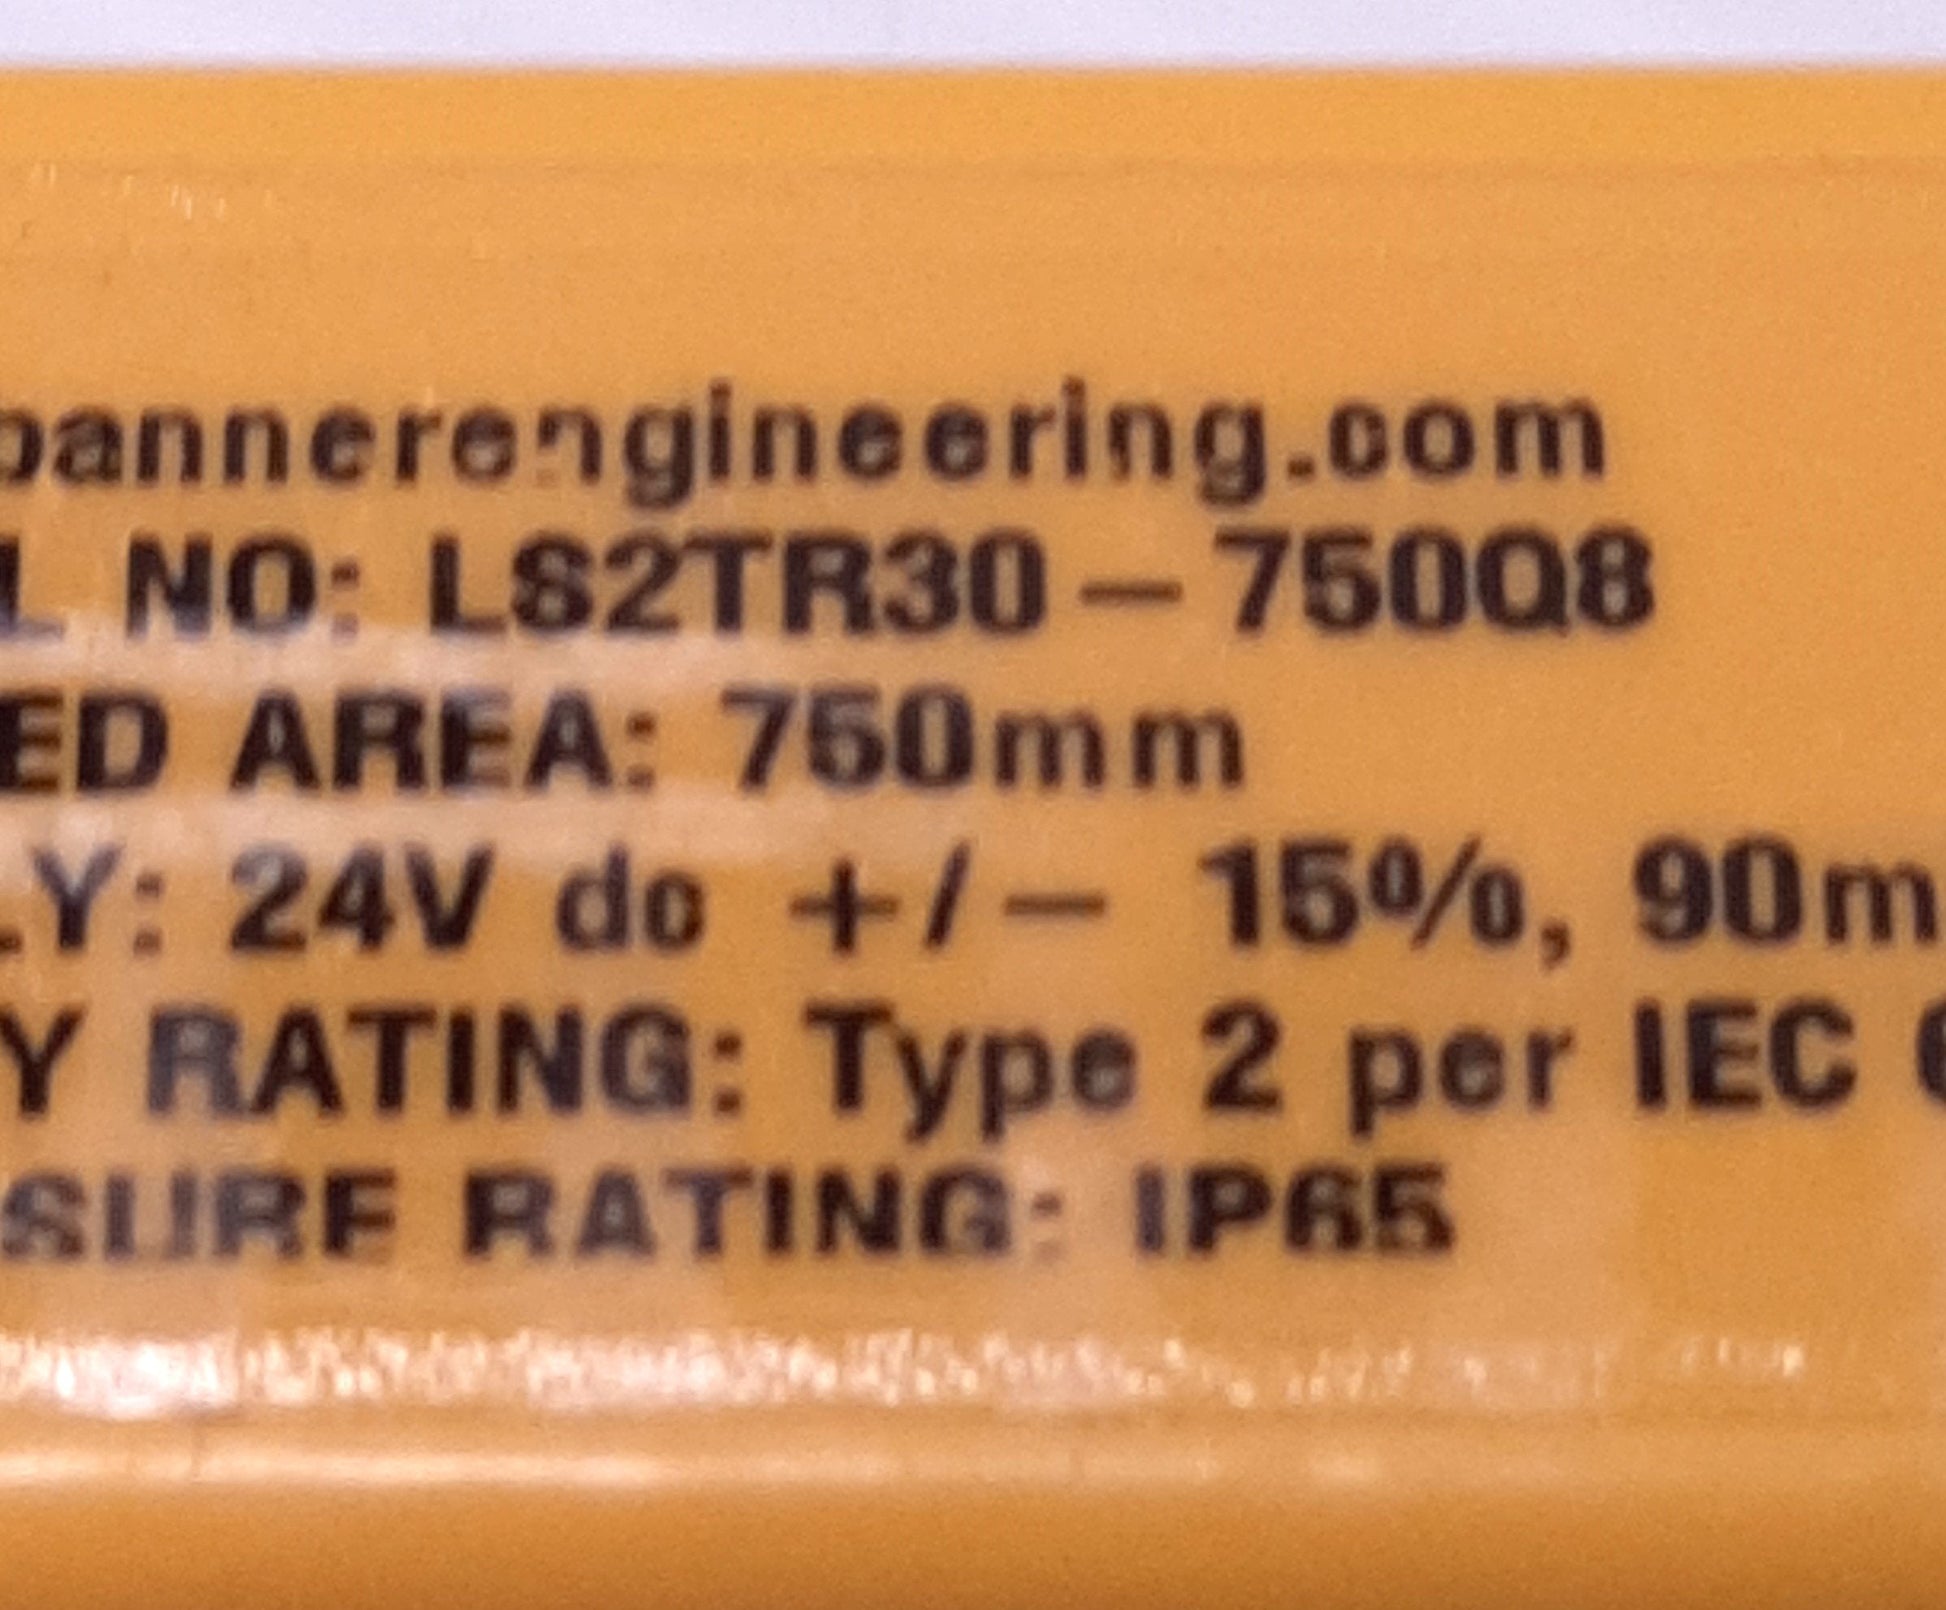 bannerengineering.com
L NO: LS2TR30-750Q8
ED AREA: 750mm
LY: 24V dc +/- 15%, 90m
Y RATING: Type 2 per IEC 6
SURE RATING: IP65